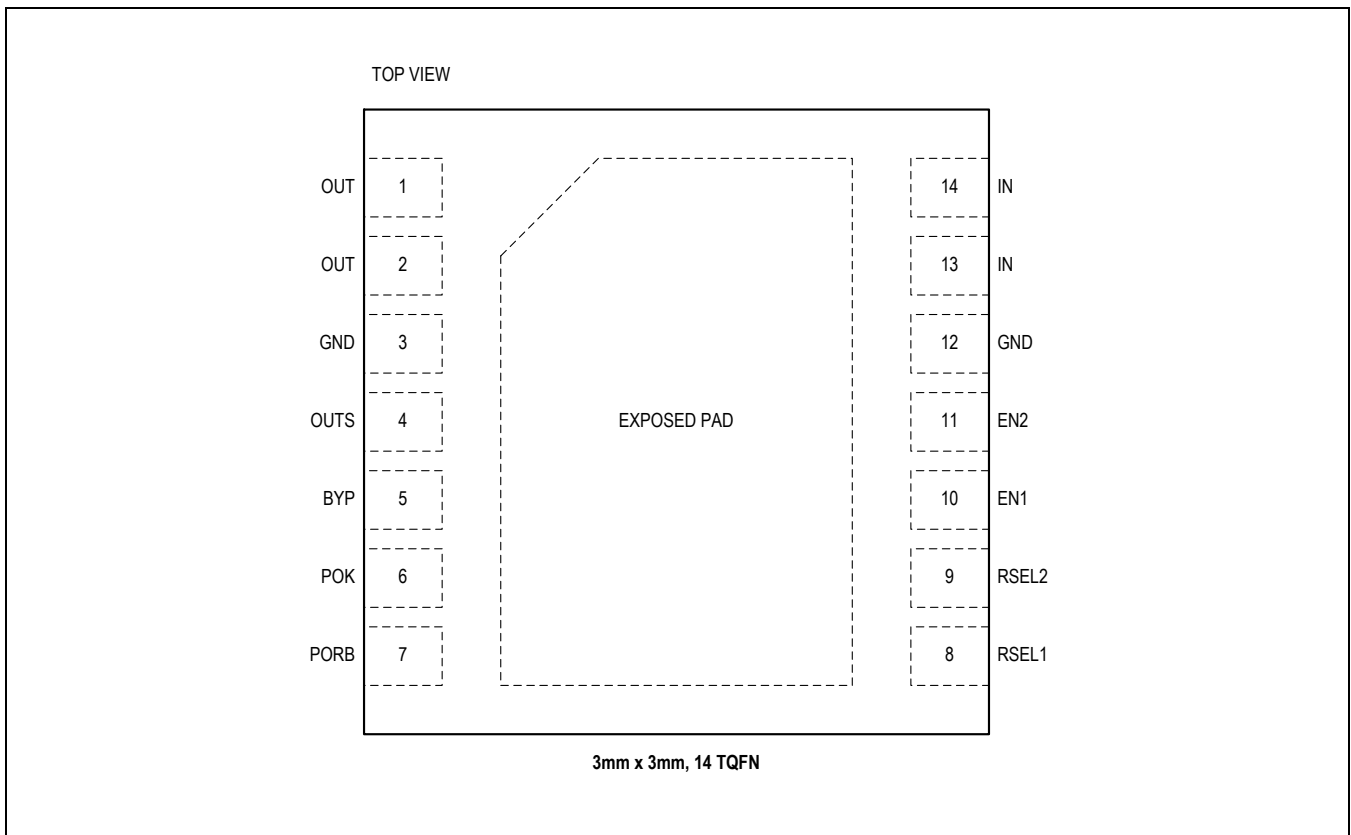 TOP VIEW
OUT 1 14 IN
OUT 2 13 IN
GND 3 12 GND
OUTS 4 EXPOSED PAD 11 EN2
BYP 5 10 EN1
POK 6 9 RSEL2
PORB 7 8 RSEL1
3mm x 3mm, 14 TQFN